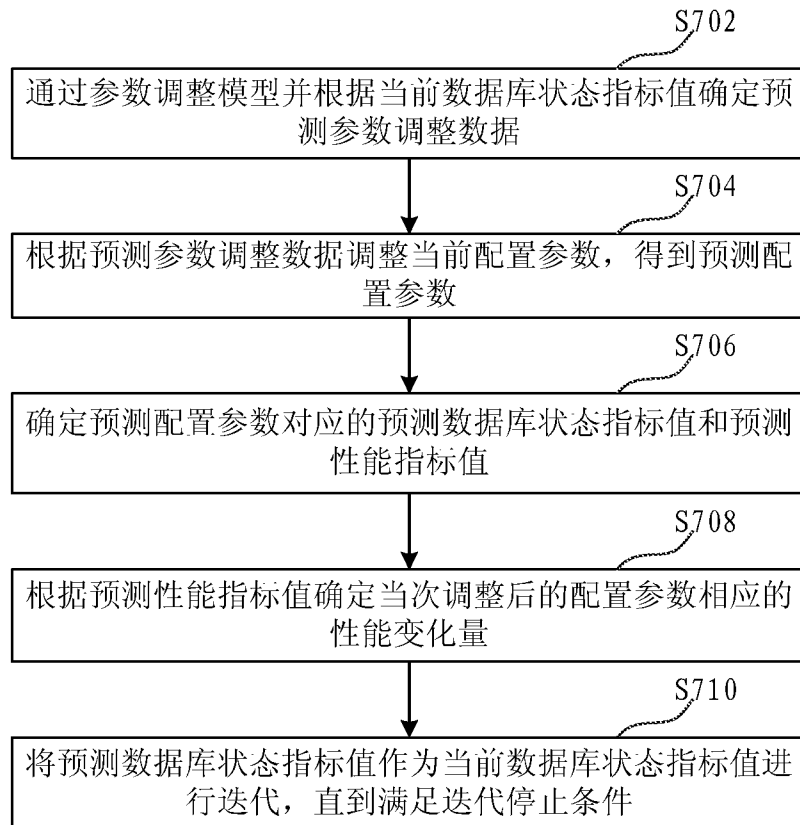 S702
通过参数调整模型并根据当前数据库状态指标值确定预
测参数调整数据
S704
根据预测参数调整数据调整当前配置参数，得到预测配
置参数
S706
确定预测配置参数对应的预测数据库状态指标值和预测
性能指标值
S708
根据预测性能指标值确定当次调整后的配置参数相应的
性能变化量
S710
将预测数据库状态指标值作为当前数据库状态指标值进
行迭代，直到满足迭代停止条件